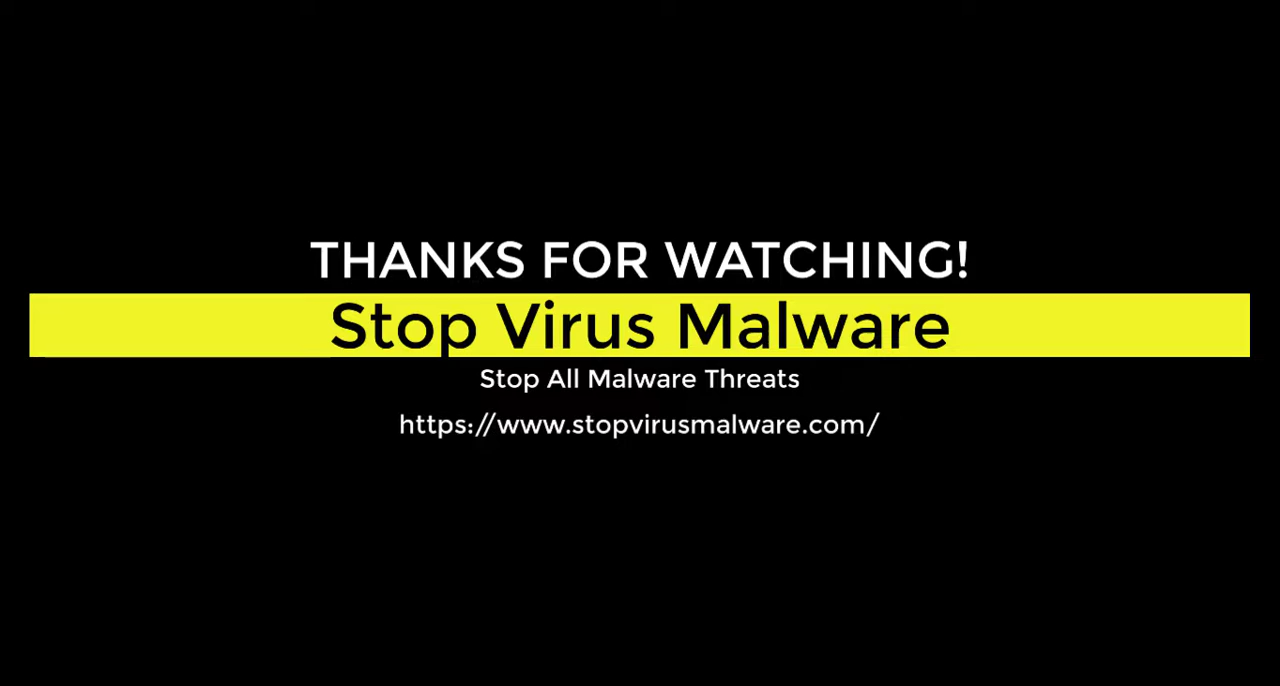 THANKS FOR WATCHING!
Stop Virus Malware
Stop All Malware Threats
https://www.stopvirusmalware.com/